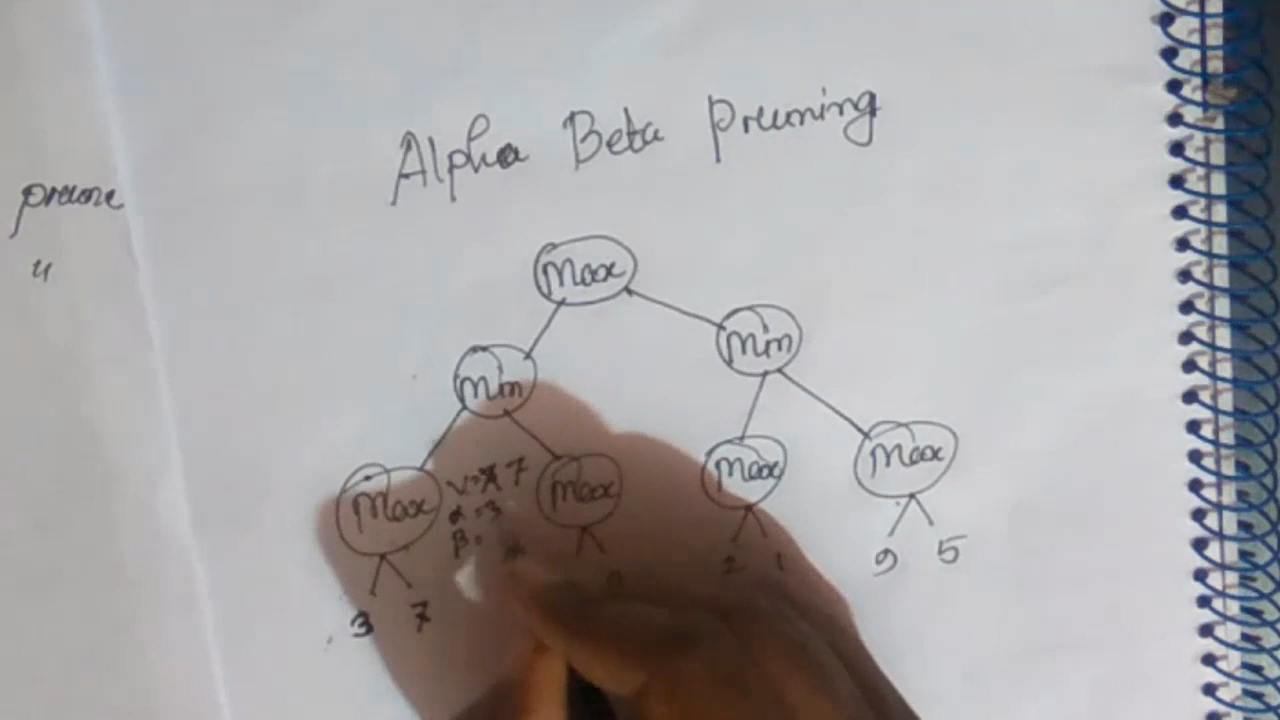 Alpha Beta Pruning
prune
Max
Min
Min
Max
Max
Max
Max
7
α = 3
β =
9 5
2 1
3 7